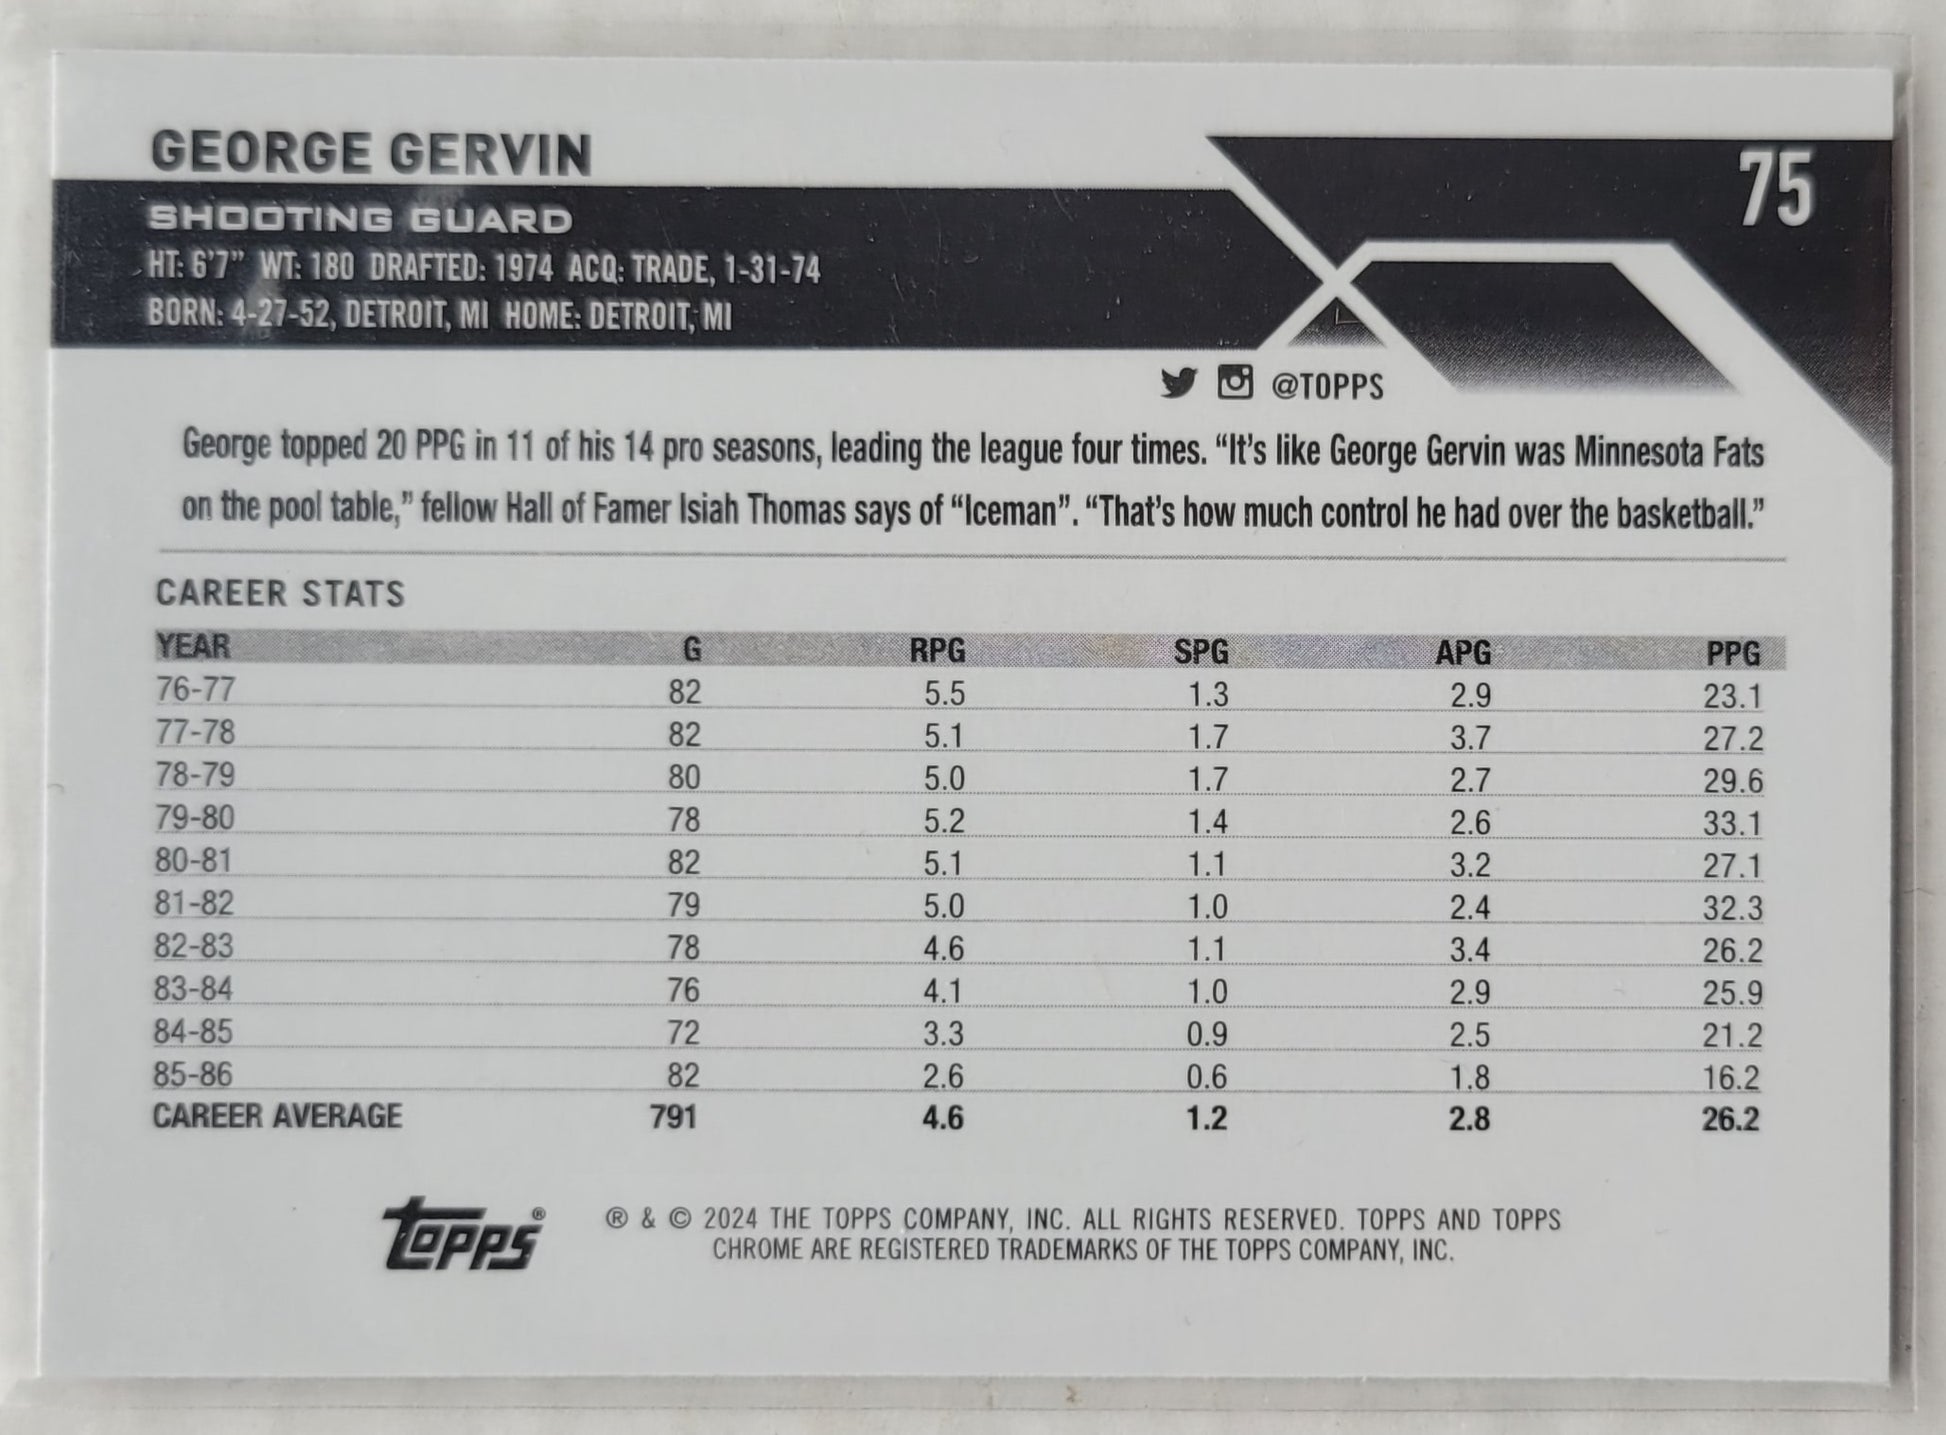 GEORGE GERVIN
75
SHOOTING GUARD
HT: 6'7" WT: 180 DRAFTED: 1974 ACQ: TRADE, 1-31-74
BORN: 4-27-52, DETROIT, MI HOME: DETROIT, MI
@TOPPS
George topped 20 PPG in 11 of his 14 pro seasons, leading the league four times. “It's like George Gervin was Minnesota Fats
on the pool table,” fellow Hall of Famer Isiah Thomas says of “Iceman”. “That's how much control he had over the basketball.”
CAREER STATS
YEAR G RPG SPG APG PPG
76-77 82 5.5 1.3 2.9 23.1
77-78 82 5.1 1.7 3.7 27.2
78-79 80 5.0 1.7 2.7 29.6
79-80 78 5.2 1.4 2.6 33.1
80-81 82 5.1 1.1 3.2 27.1
81-82 79 5.0 1.0 2.4 32.3
82-83 78 4.6 1.1 3.4 26.2
83-84 76 4.1 1.0 2.9 25.9
84-85 72 3.3 0.9 2.5 21.2
85-86 82 2.6 0.6 1.8 16.2
CAREER AVERAGE 791 4.6 1.2 2.8 26.2
Topps®
® & © 2024 THE TOPPS COMPANY, INC. ALL RIGHTS RESERVED. TOPPS AND TOPPS
CHROME ARE REGISTERED TRADEMARKS OF THE TOPPS COMPANY, INC.